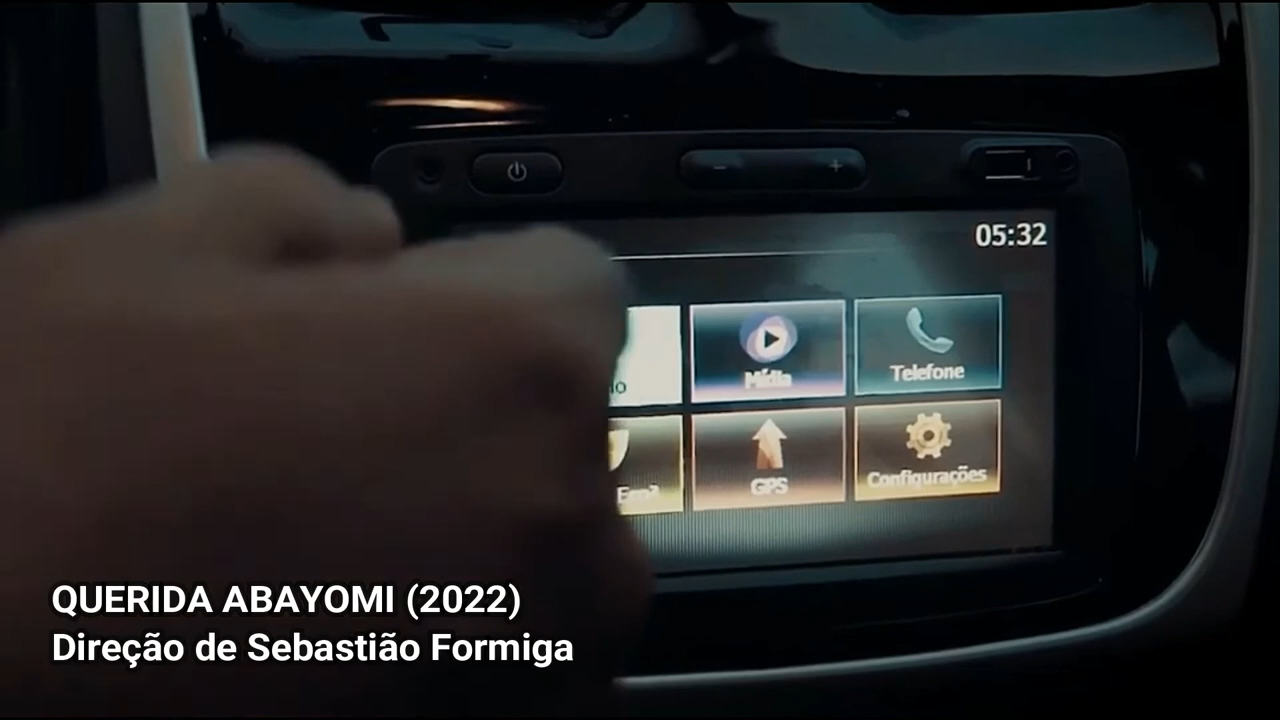 05:32
Mídia
Telefone
GPS
Configurações
QUERIDA ABAYOMI (2022)
Direção de Sebastião Formiga